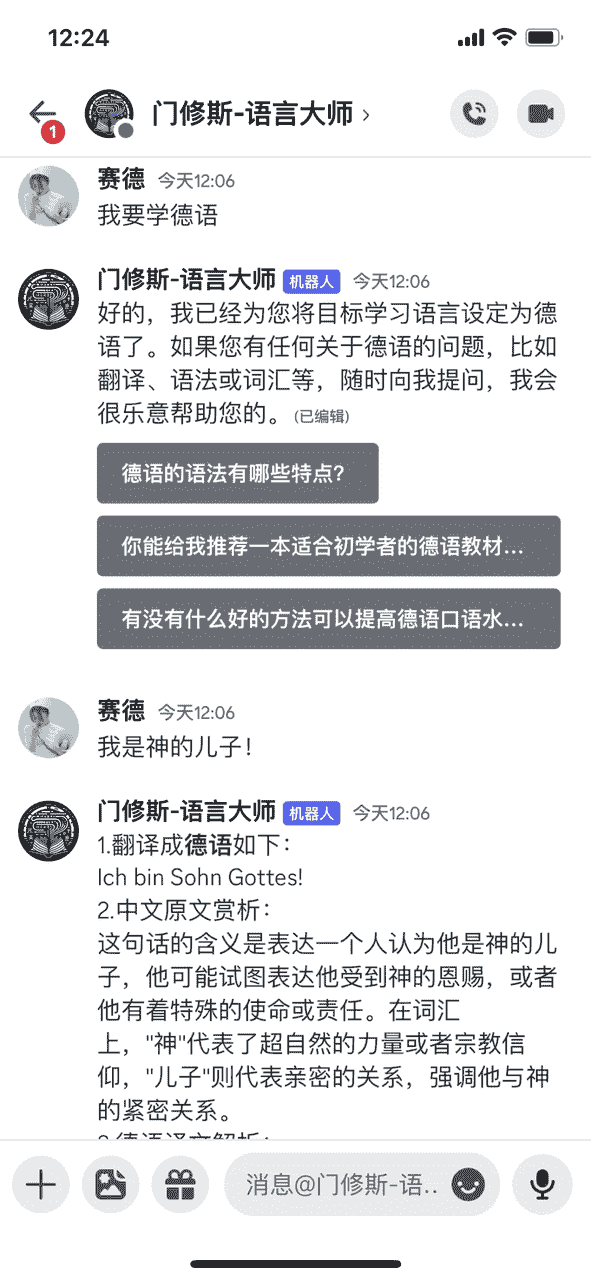 12:24
1
门修斯-语言大师 ›
赛德 今天12:06
我要学德语
门修斯-语言大师 机器人 今天12:06
好的，我已经为您将目标学习语言设定为德
语了。如果您有任何关于德语的问题，比如
翻译、语法或词汇等，随时向我提问，我会
很乐意帮助您的。(已编辑)
德语的语法有哪些特点？
你能给我推荐一本适合初学者的德语教材...
有没有什么好的方法可以提高德语口语水...
赛德 今天12:06
我是神的儿子！
门修斯-语言大师 机器人 今天12:06
1.翻译成德语如下：
Ich bin Sohn Gottes!
2.中文原文赏析：
这句话的含义是表达一个人认为他是神的儿
子，他可能试图表达他受到神的恩赐，或者
他有着特殊的使命或责任。在词汇
上，"神"代表了超自然的力量或者宗教信
仰，"儿子"则代表亲密的关系，强调他与神
的紧密关系。
消息@门修斯-语..